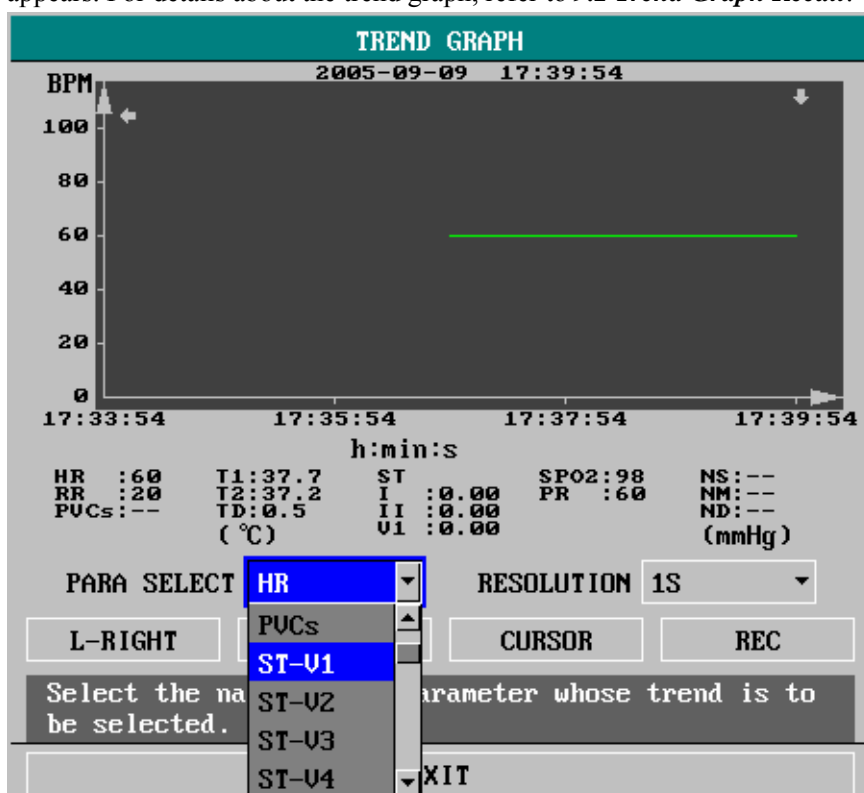 appears. For details about the trend graph, refer to
TREND GRAPH
2005-09-09 17:39:54
BPM
100
80
60
40
20
0
17:33:54 17:35:54 17:37:54 17:39:54
h:min:s
HR :60 T1:37.7 ST SPO2:98 NS:--
RR :20 T2:37.2 I :0.00 PR :60 NM:--
PVCs:-- TD:0.5 II :0.00 ND:--
(℃) V1 :0.00 (mmHg)
PARA SELECT HR RESOLUTION 1S
PVCs
L-RIGHT CURSOR REC
ST-V1
Select the na arameter whose trend is to
ST-V2
be selected.
ST-V3
ST-V4 XIT